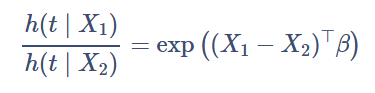 h(t | X₁) / h(t | X₂) = exp ((X₁ − X₂)ᵀβ)